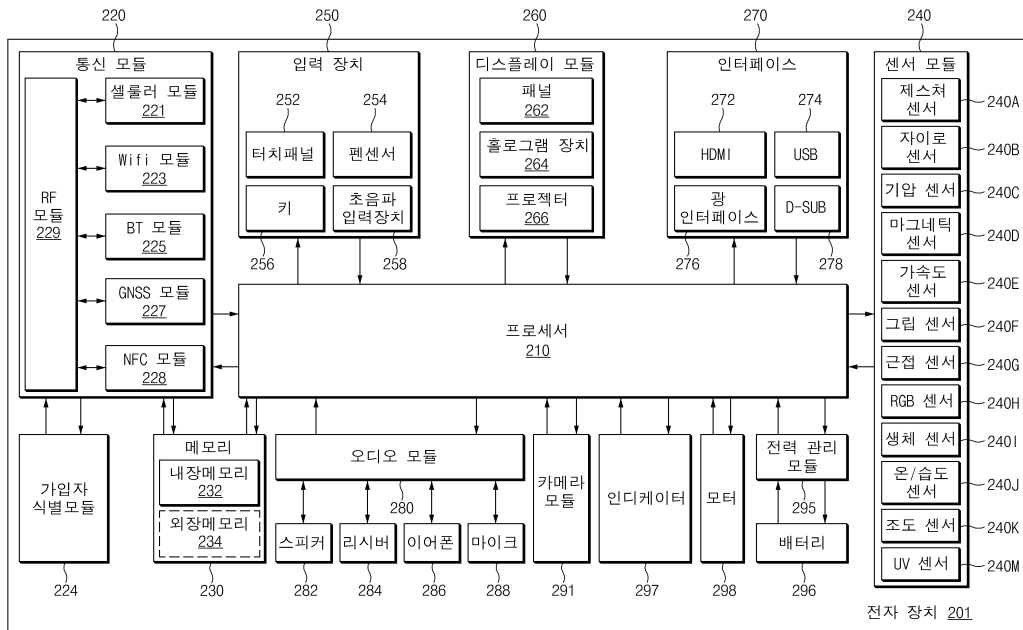 220
250
260
270
240
통신 모듈
셀룰러 모듈
221
Wifi 모듈
223
RF
모듈
229
BT 모듈
225
GNSS 모듈
227
NFC 모듈
228
입력 장치
252
254
터치패널
펜센서
키
초음파
입력장치
256
258
디스플레이 모듈
패널
262
홀로그램 장치
264
프로젝터
266
인터페이스
272
274
HDMI
USB
광
인터페이스
D-SUB
276
278
센서 모듈
제스쳐
센서
240A
자이로
센서
240B
기압 센서
240C
마그네틱
센서
240D
가속도
센서
240E
그립 센서
240F
근접 센서
240G
RGB 센서
240H
생체 센서
240I
온/습도
센서
240J
조도 센서
240K
UV 센서
240M
프로세서
210
가입자
식별모듈
224
메모리
내장메모리
232
외장메모리
234
230
오디오 모듈
280
스피커
리시버
이어폰
마이크
282
284
286
288
카메라
모듈
291
인디케이터
297
모터
298
전력 관리
모듈
295
배터리
296
전자 장치 201